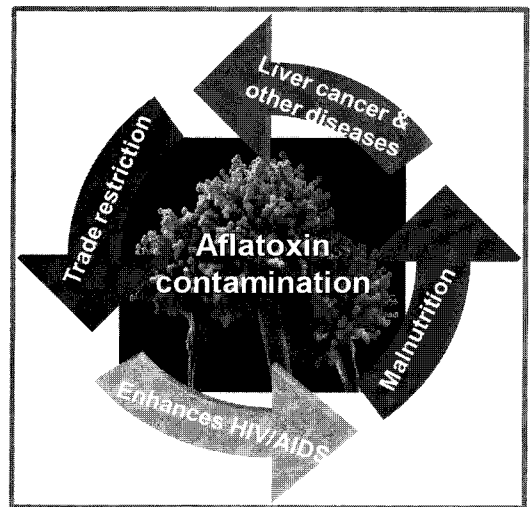 Liver cancer &
other diseases
Trade restriction
Aflatoxin
contamination
Malnutrition
Enhances HIV/AIDS